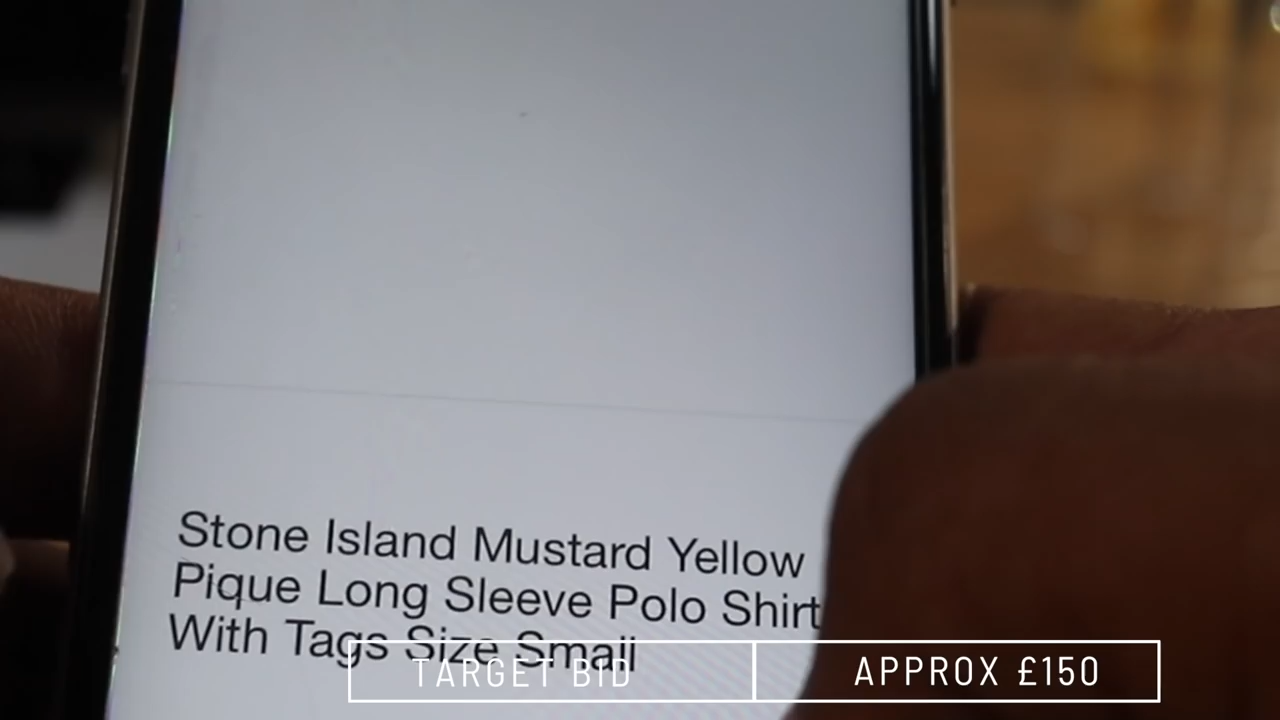 Stone Island Mustard Yellow
Pique Long Sleeve Polo Shirt
With Tags Size Small
TARGET BID
APPROX £150